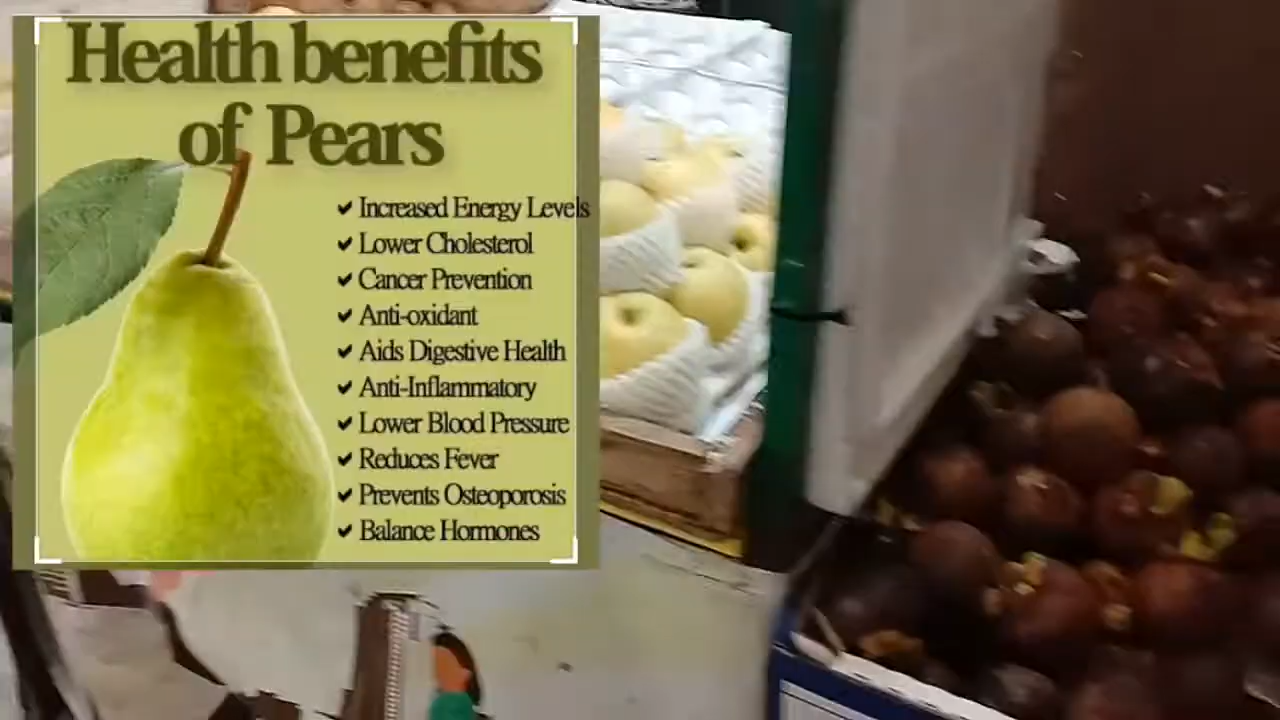 Health benefits
of Pears
Increased Energy Levels
Lower Cholesterol
Cancer Prevention
Anti-oxidant
Aids Digestive Health
Anti-Inflammatory
Lower Blood Pressure
Reduces Fever
Prevents Osteoporosis
Balance Hormones